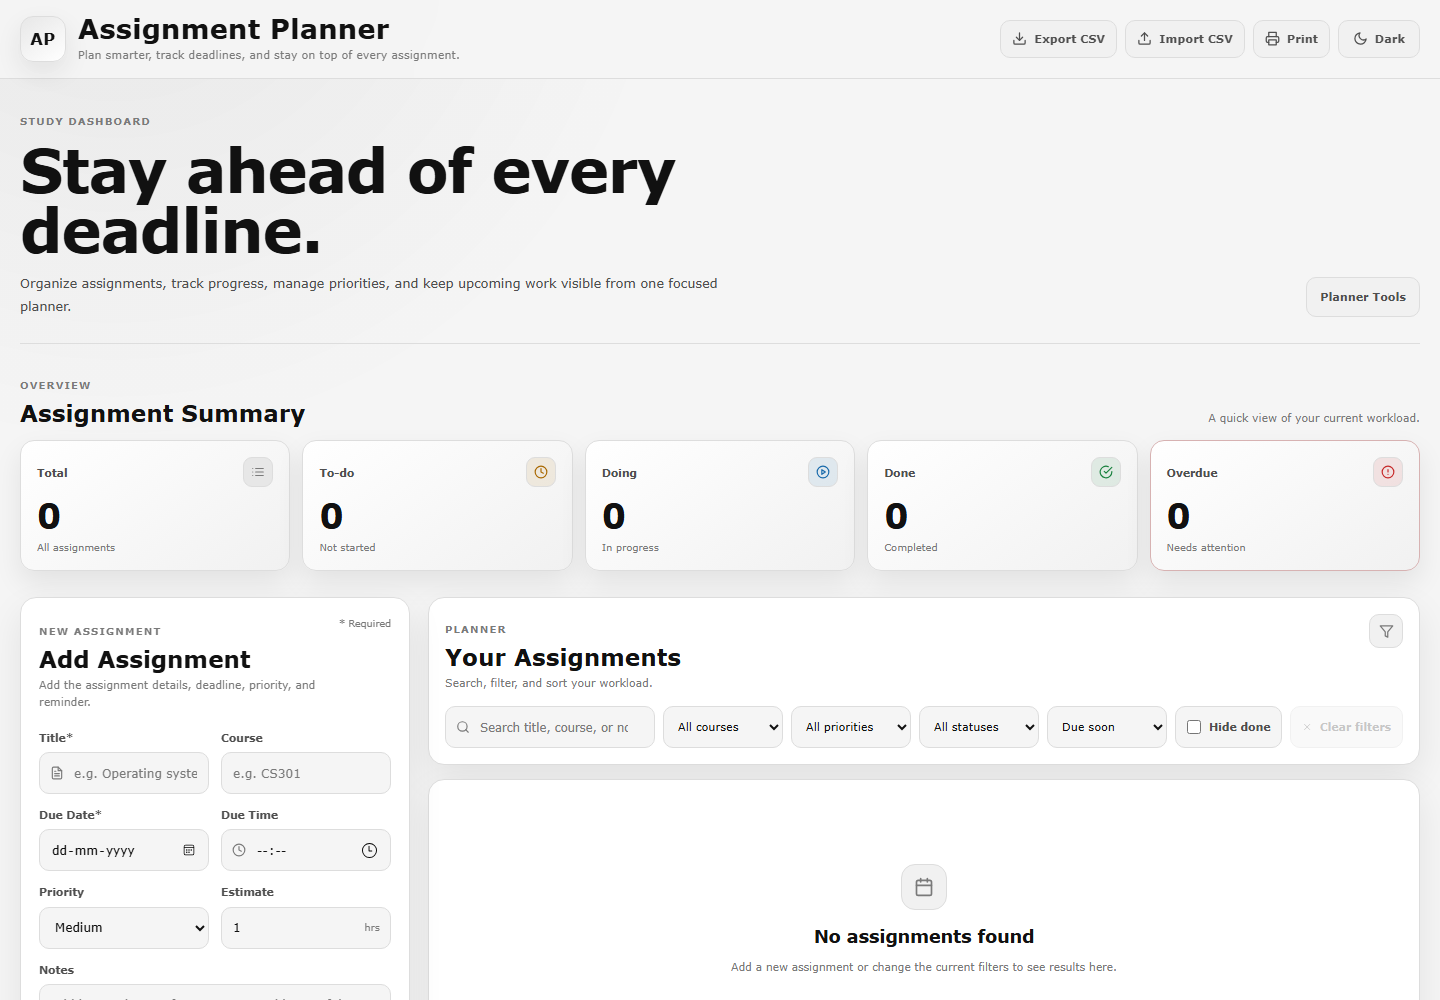 AP
Assignment Planner
Plan smarter, track deadlines, and stay on top of every assignment.
Export CSV
Import CSV
Print
Dark
STUDY DASHBOARD
Stay ahead of every
deadline.
Organize assignments, track progress, manage priorities, and keep upcoming work visible from one focused
planner.
Planner Tools
OVERVIEW
Assignment Summary
A quick view of your current workload.
Total
0
All assignments
To-do
0
Not started
Doing
0
In progress
Done
0
Completed
Overdue
0
Needs attention
NEW ASSIGNMENT
* Required
Add Assignment
Add the assignment details, deadline, priority, and
reminder.
Title*
Course
e.g. Operating syste
e.g. CS301
Due Date*
Due Time
dd-mm-yyyy
--:--
Priority
Estimate
Medium
1
hrs
Notes
PLANNER
Your Assignments
Search, filter, and sort your workload.
Search title, course, or no
All courses
All priorities
All statuses
Due soon
Hide done
Clear filters
No assignments found
Add a new assignment or change the current filters to see results here.